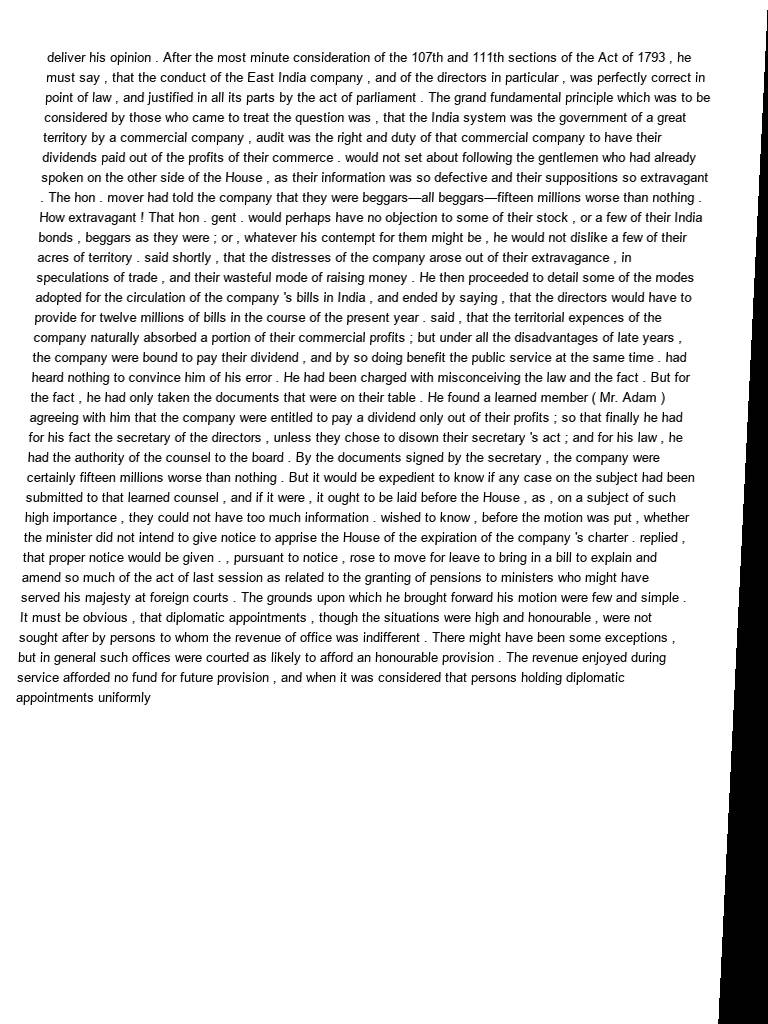 deliver his opinion . After the most minute consideration of the 107th and 111th sections of the Act of 1793 , he
must say , that the conduct of the East India company , and of the directors in particular , was perfectly correct in
point of law , and justified in all its parts by the act of parliament . The grand fundamental principle which was to be
considered by those who came to treat the question was , that the India system was the government of a great
territory by a commercial company , audit was the right and duty of that commercial company to have their
dividends paid out of the profits of their commerce . would not set about following the gentlemen who had already
spoken on the other side of the House , as their information was so defective and their suppositions so extravagant
. The hon . mover had told the company that they were beggars—all beggars—fifteen millions worse than nothing .
How extravagant ! That hon . gent . would perhaps have no objection to some of their stock , or a few of their India
bonds , beggars as they were ; or , whatever his contempt for them might be , he would not dislike a few of their
acres of territory . said shortly , that the distresses of the company arose out of their extravagance , in
speculations of trade , and their wasteful mode of raising money . He then proceeded to detail some of the modes
adopted for the circulation of the company 's bills in India , and ended by saying , that the directors would have to
provide for twelve millions of bills in the course of the present year . said , that the territorial expences of the
company naturally absorbed a portion of their commercial profits ; but under all the disadvantages of late years ,
the company were bound to pay their dividend , and by so doing benefit the public service at the same time . had
heard nothing to convince him of his error . He had been charged with misconceiving the law and the fact . But for
the fact , he had only taken the documents that were on their table . He found a learned member ( Mr. Adam )
agreeing with him that the company were entitled to pay a dividend only out of their profits ; so that finally he had
for his fact the secretary of the directors , unless they chose to disown their secretary 's act ; and for his law , he
had the authority of the counsel to the board . By the documents signed by the secretary , the company were
certainly fifteen millions worse than nothing . But it would be expedient to know if any case on the subject had been
submitted to that learned counsel , and if it were , it ought to be laid before the House , as , on a subject of such
high importance , they could not have too much information . wished to know , before the motion was put , whether
the minister did not intend to give notice to apprise the House of the expiration of the company 's charter . replied ,
that proper notice would be given . , pursuant to notice , rose to move for leave to bring in a bill to explain and
amend so much of the act of last session as related to the granting of pensions to ministers who might have
served his majesty at foreign courts . The grounds upon which he brought forward his motion were few and simple .
It must be obvious , that diplomatic appointments , though the situations were high and honourable , were not
sought after by persons to whom the revenue of office was indifferent . There might have been some exceptions ,
but in general such offices were courted as likely to afford an honourable provision . The revenue enjoyed during
service afforded no fund for future provision , and when it was considered that persons holding diplomatic
appointments uniformly